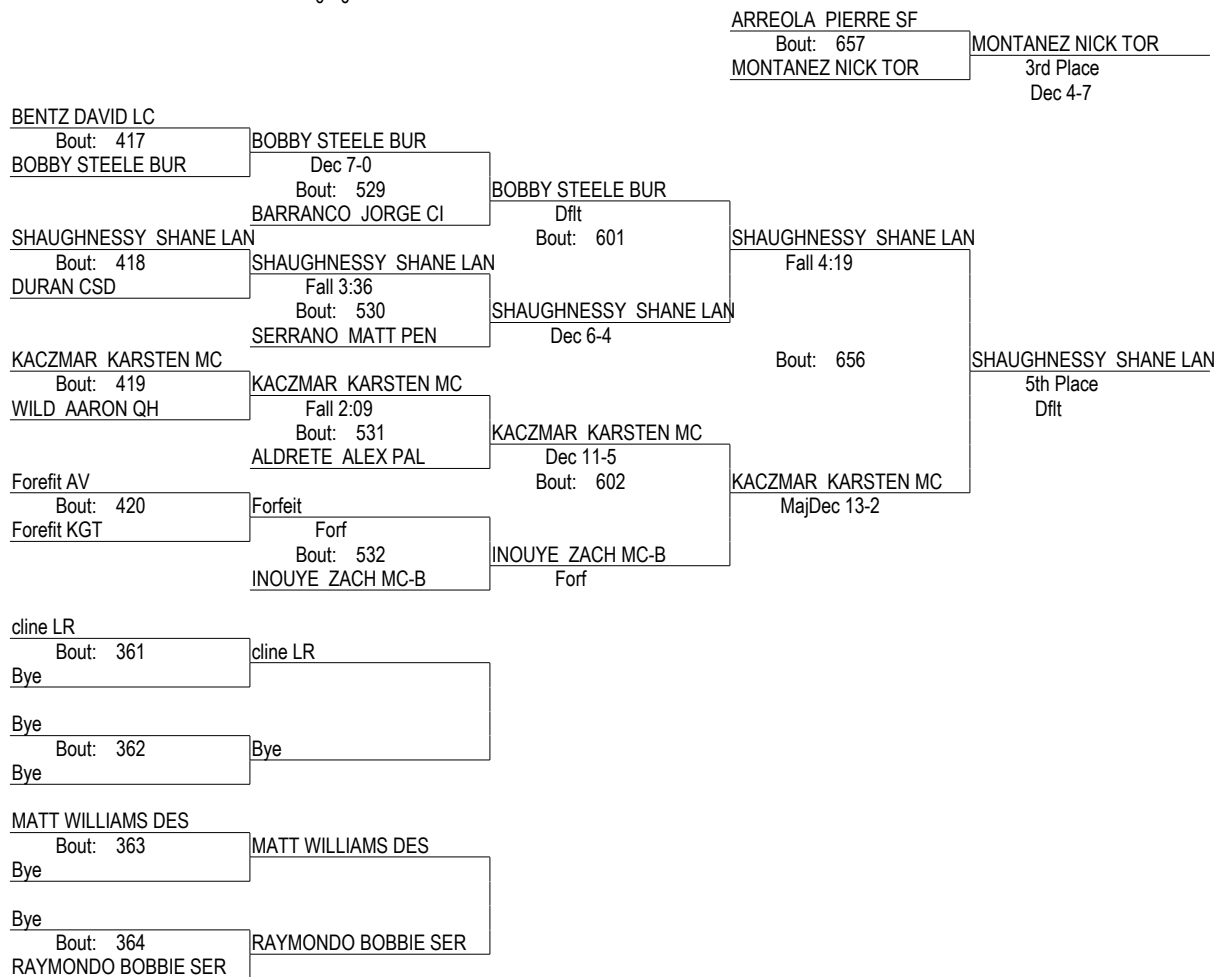 ARREOLA PIERRE SF
Bout: 657
MONTANEZ NICK TOR
MONTANEZ NICK TOR
3rd Place
Dec 4-7
BENTZ DAVID LC
Bout: 417
BOBBY STEELE BUR
BOBBY STEELE BUR
Dec 7-0
Bout: 529
BARRANCO JORGE CI
BOBBY STEELE BUR
Dflt
Bout: 601
SHAUGHNESSY SHANE LAN
Bout: 418
DURAN CSD
SHAUGHNESSY SHANE LAN
Fall 3:36
Bout: 530
SERRANO MATT PEN
SHAUGHNESSY SHANE LAN
Dec 6-4
SHAUGHNESSY SHANE LAN
Fall 4:19
Bout: 656
SHAUGHNESSY SHANE LAN
5th Place
Dflt
KACZMAR KARSTEN MC
Bout: 419
WILD AARON QH
KACZMAR KARSTEN MC
Fall 2:09
Bout: 531
ALDRETE ALEX PAL
KACZMAR KARSTEN MC
Dec 11-5
Bout: 602
KACZMAR KARSTEN MC
MajDec 13-2
Forefit AV
Bout: 420
Forefit KGT
Forfeit
Forf
Bout: 532
INOUYE ZACH MC-B
INOUYE ZACH MC-B
Forf
cline LR
Bout: 361
Bye
cline LR
Bye
Bout: 362
Bye
Bye
MATT WILLIAMS DES
Bout: 363
Bye
MATT WILLIAMS DES
Bye
Bout: 364
RAYMONDO BOBBIE SER
RAYMONDO BOBBIE SER